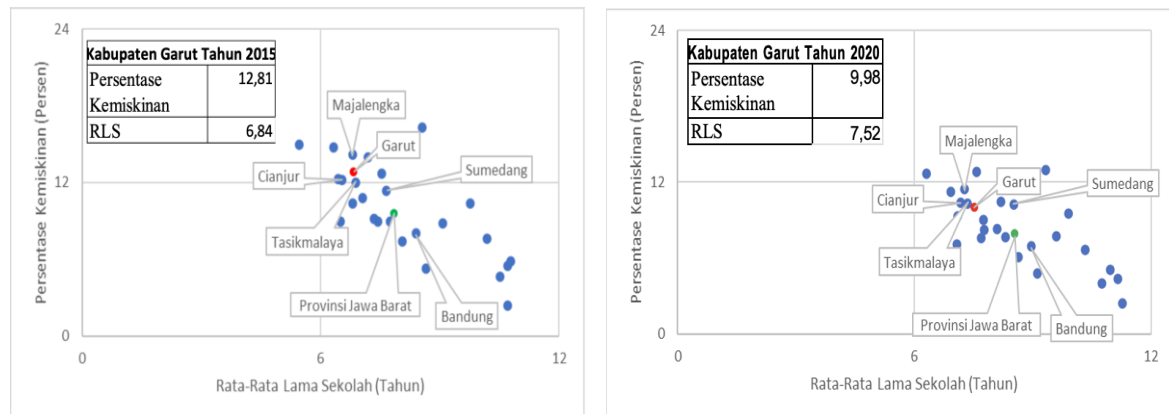 24
Kabupaten Garut Tahun 2015
Persentase Kemiskinan 12,81
RLS 6,84
Majalengka
Garut
Cianjur
Sumedang
12
Tasikmalaya
Provinsi Jawa Barat
Bandung
0
0 6 12
Persentase Kemiskinan (Persen)
Rata-Rata Lama Sekolah (Tahun)
24
Kabupaten Garut Tahun 2020
Persentase Kemiskinan 9,98
RLS 7,52
Majalengka
Garut
Cianjur
Sumedang
12
Tasikmalaya
Provinsi Jawa Barat
Bandung
0
0 6 12
Persentase Kemiskinan (Persen)
Rata-Rata Lama Sekolah (Tahun)